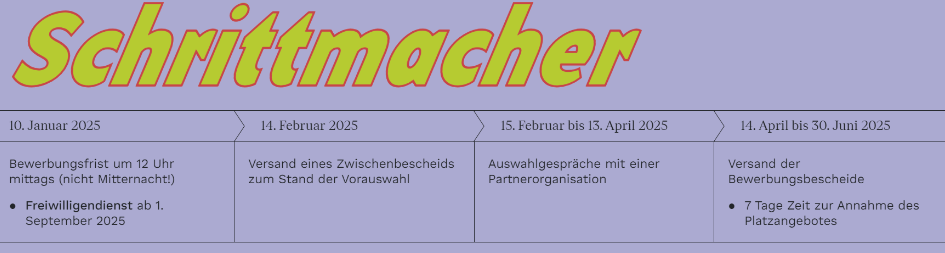 Schrittmacher
10. Januar 2025
14. Februar 2025
15. Februar bis 13. April 2025
14. April bis 30. Juni 2025
Bewerbungsfrist um 12 Uhr
mittags (nicht Mitternacht!)
● Freiwilligendienst ab 1.
September 2025
Versand eines Zwischenbescheids
zum Stand der Vorauswahl
Auswahlgespräche mit einer
Partnerorganisation
Versand der
Bewerbungsbescheide
● 7 Tage Zeit zur Annahme des
Platzangebotes